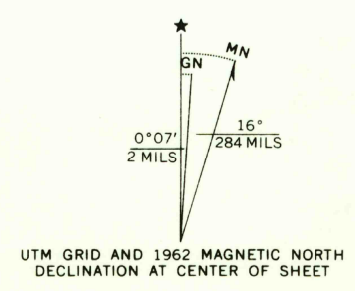 ★
MN
GN
0°07'
2 MILS
16°
284 MILS
UTM GRID AND 1962 MAGNETIC NORTH
DECLINATION AT CENTER OF SHEET